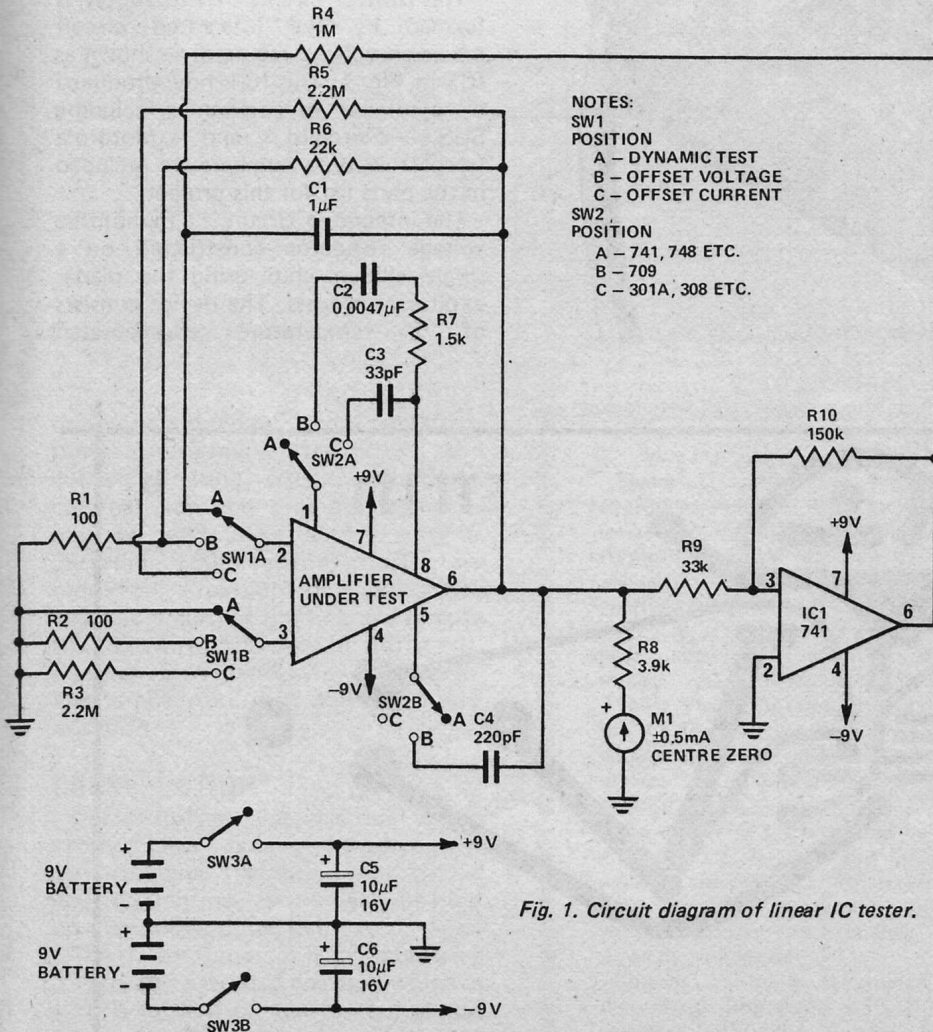 R4
1M
R5
2.2M
R6
22k
C1
1µF
NOTES:
SW1
POSITION
A – DYNAMIC TEST
B – OFFSET VOLTAGE
C – OFFSET CURRENT
SW2
POSITION
A – 741, 748 ETC.
B – 709
C – 301A, 308 ETC.
C2
0.0047µF
R7
1.5k
C3
33pF
B
C
A
SW2A
+9V
R10
150k
R1
100
A
B
SW1A
C
1
2
7
8
6
AMPLIFIER
UNDER TEST
5
4
3
–9V
R2 100
A
B
SW1B
C
R3
2.2M
SW2B
C
A
B
C4
220pF
R9
33k
R8
3.9k
+
M1
±0.5mA
CENTRE ZERO
+9V
3
7
IC1
741
6
2
4
–9V
+
9V
BATTERY
–
SW3A
+
C5
10µF
16V
+9V
+
9V
BATTERY
–
SW3B
+
C6
10µF
16V
–9V
Fig. 1. Circuit diagram of linear IC tester.